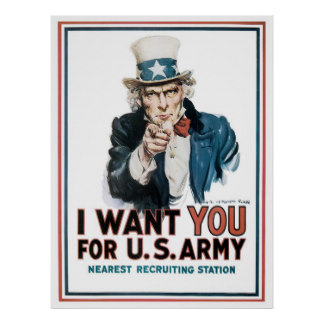 I WANT YOU
FOR U.S. ARMY
NEAREST RECRUITING STATION